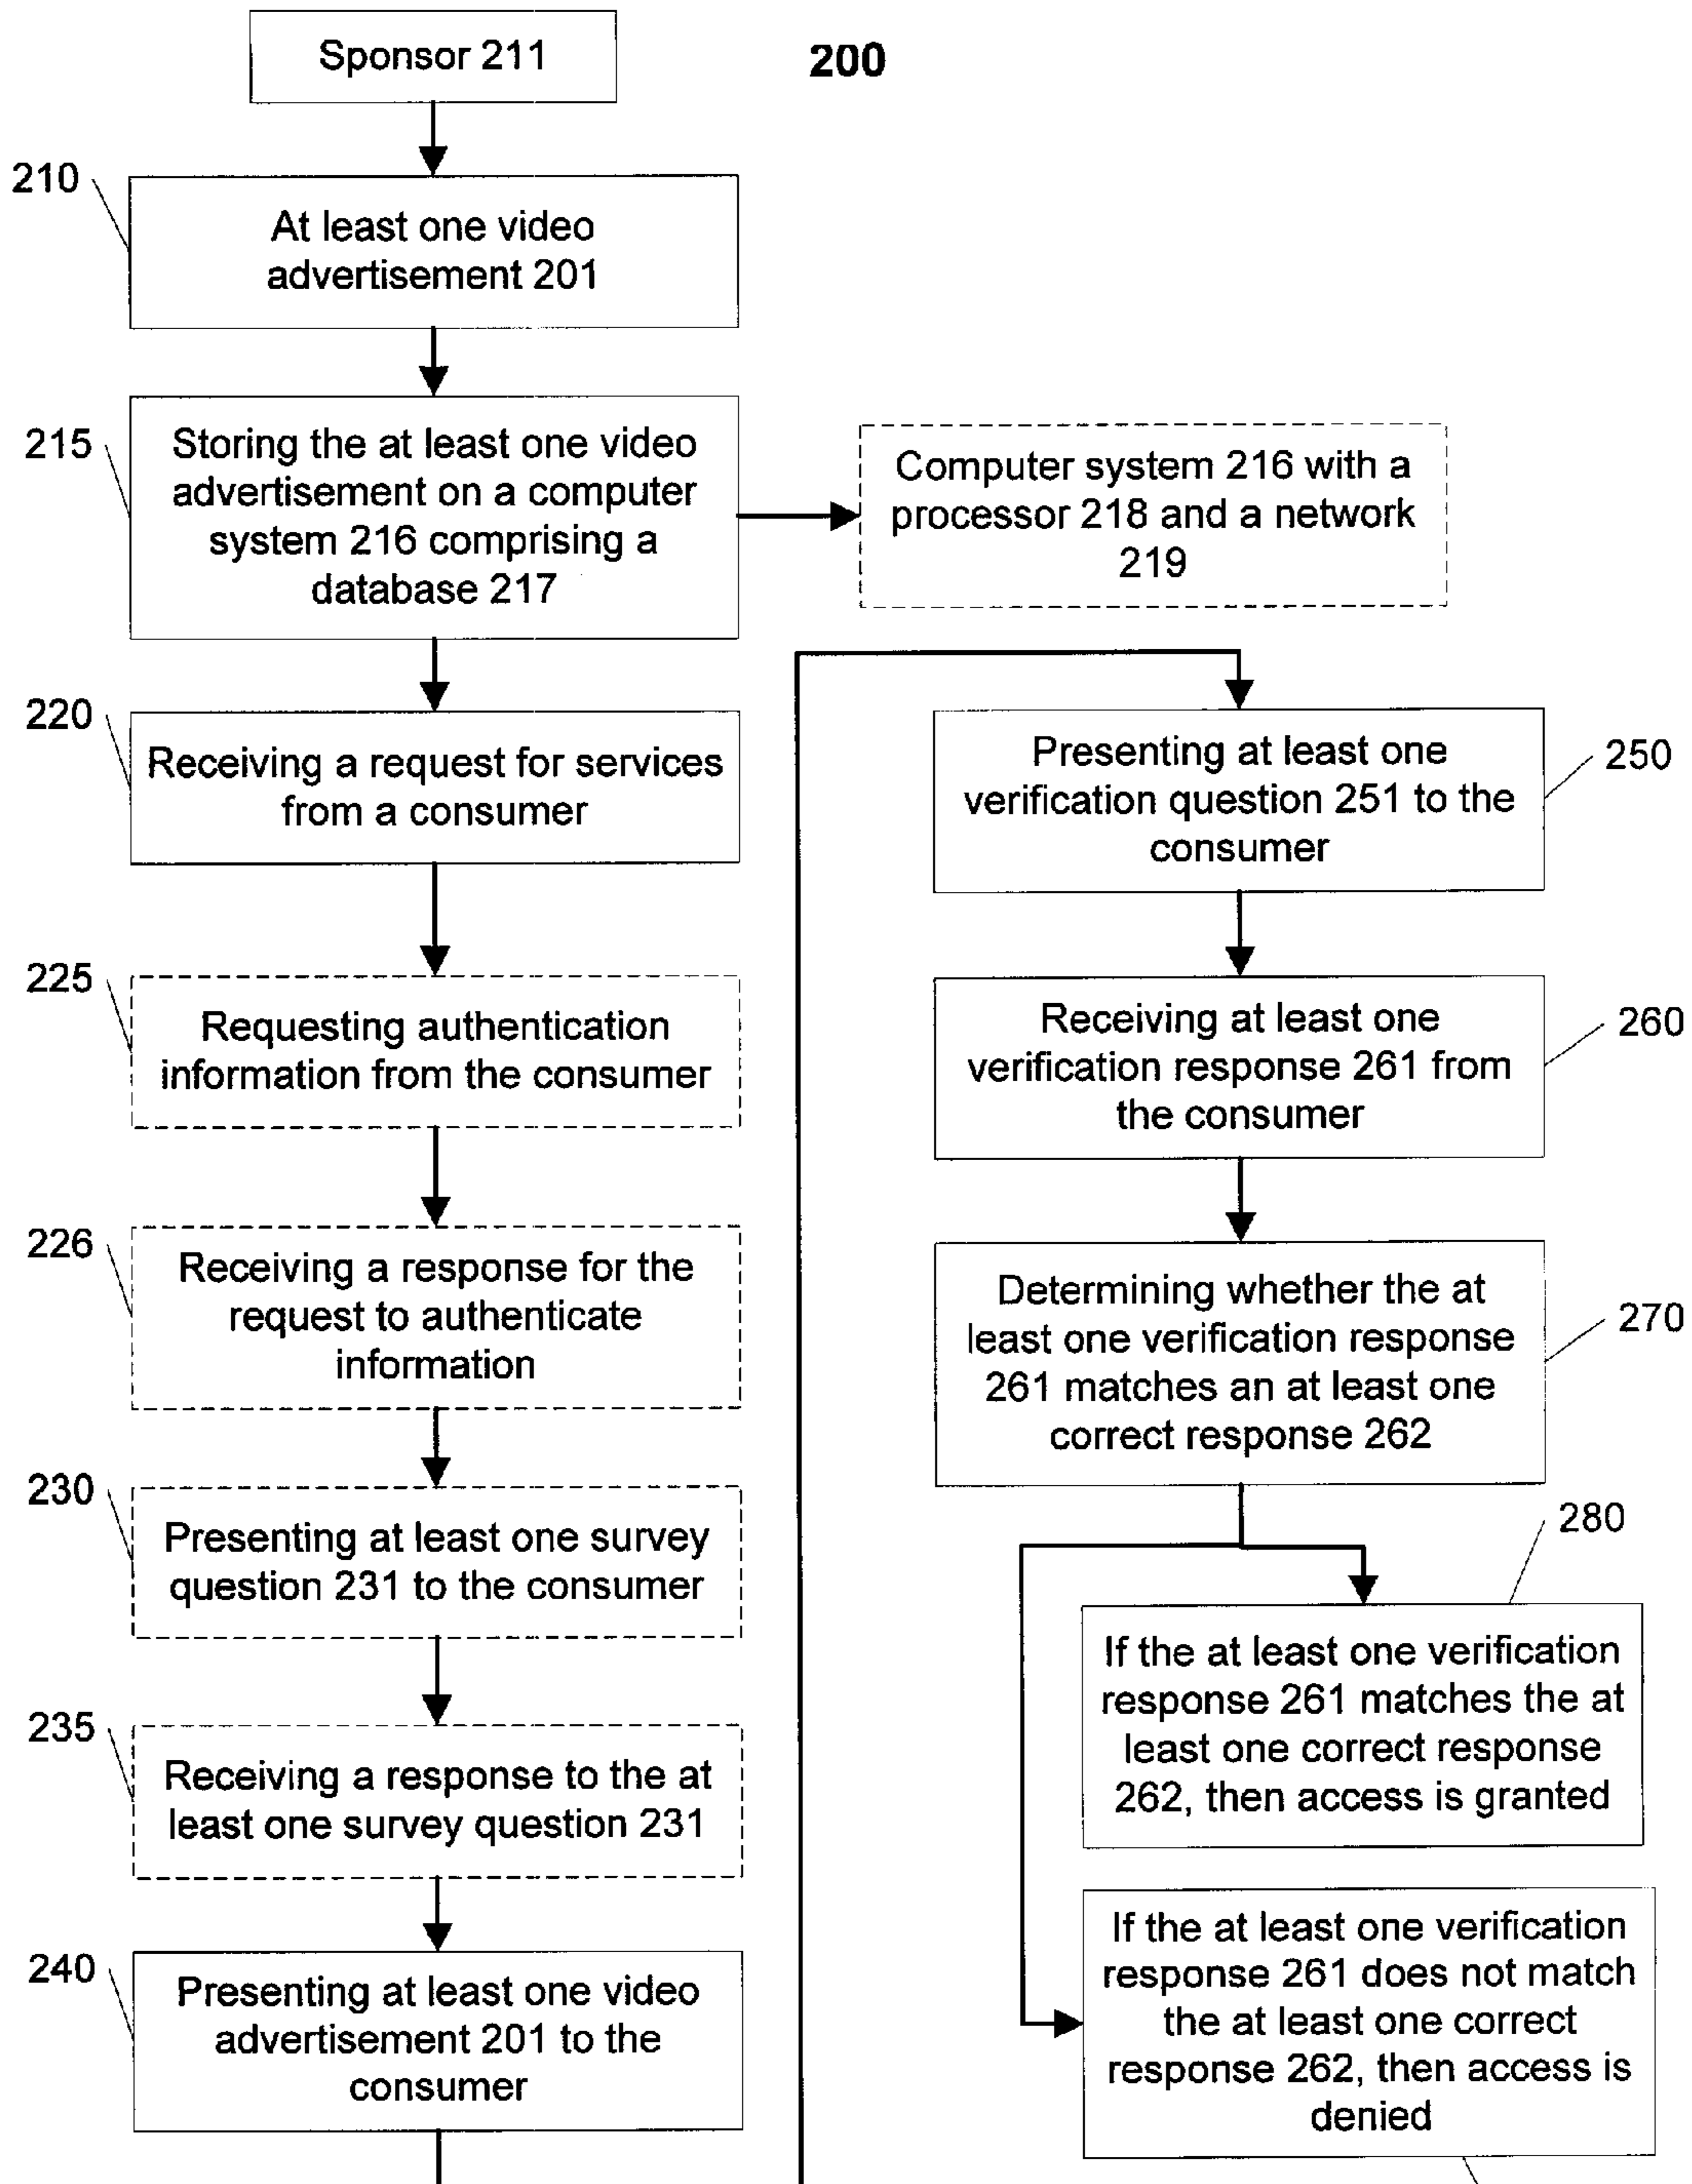 Sponsor 211
200
210
At least one video
advertisement 201
215
Storing the at least one video
advertisement on a computer
system 216 comprising a
database 217
Computer system 216 with a
processor 218 and a network
219
220
Receiving a request for services
from a consumer
225
Requesting authentication
information from the consumer
226
Receiving a response for the
request to authenticate
information
230
Presenting at least one survey
question 231 to the consumer
235
Receiving a response to the at
least one survey question 231
240
Presenting at least one video
advertisement 201 to the
consumer
Presenting at least one
verification question 251 to the
consumer
250
Receiving at least one
verification response 261 from
the consumer
260
Determining whether the at
least one verification response
261 matches an at least one
correct response 262
270
280
If the at least one verification
response 261 matches the at
least one correct response
262, then access is granted
If the at least one verification
response 261 does not match
the at least one correct
response 262, then access is
denied